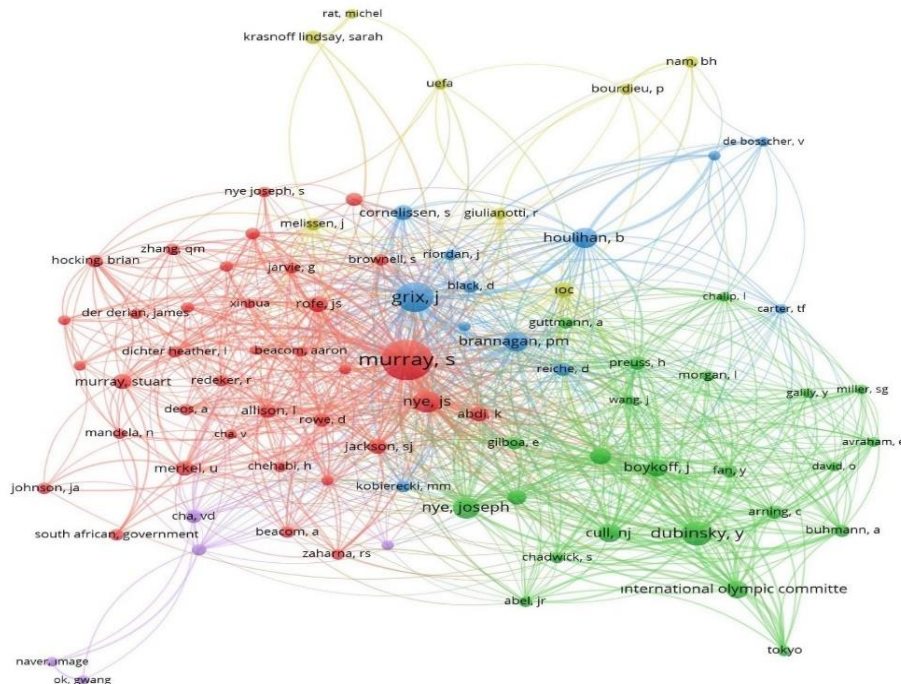 rat, michel
krasnoff lindsay, sarah
uefa
nam, bh
bourdieu, p
de bosscher, v
nye joseph, s
cornelissen, s
giulianotti, r
melissen, j
houlihan, b
zhang, qm
riordan, j
hocking, brian
brownell, s
jarvie, g
black, d
ioc
grix, j
chalip, l
xinhua
rofe, js
carter, tf
der derian, james
guttmann, a
brannagan, pm
dichter heather, l
beacom, aaron
murray, s
preuss, h
reiche, d
murray, stuart
redeker, r
morgan, l
galily, y
miller, sg
nye, js
wang, j
deos, a
allison, l
abdi, k
rowe, d
mandela, n
cha, v
gilboa, e
avraham, e
jackson, sj
merkel, u
chehabi, h
boykoff, j
fan, y
david, o
johnson, ja
kobierecki, mm
nye, joseph
arning, c
cha, vd
south african, government
beacom, a
cull, nj
dubinsky, y
buhmann, a
zaharna, rs
chadwick, s
international olympic committe
abel, jr
tokyo
naver, image
ok, gwang